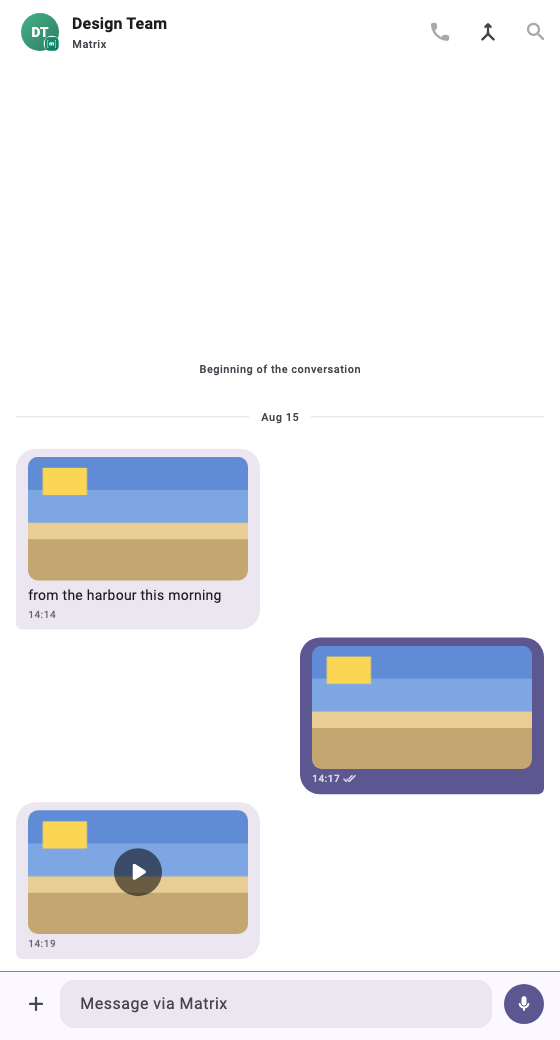 DT
[m]
Design Team
Matrix
Beginning of the conversation
Aug 15
from the harbour this morning
14:14
14:17
14:19
Message via Matrix